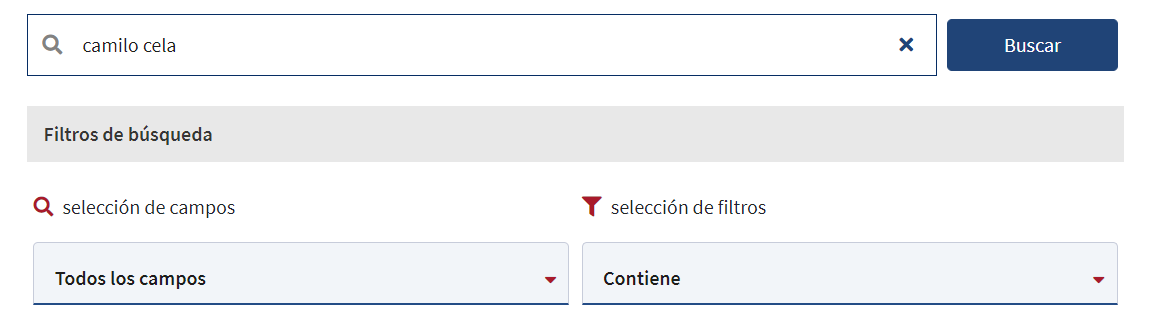 camilo cela
Buscar
Filtros de búsqueda
selección de campos
selección de filtros
Todos los campos
Contiene